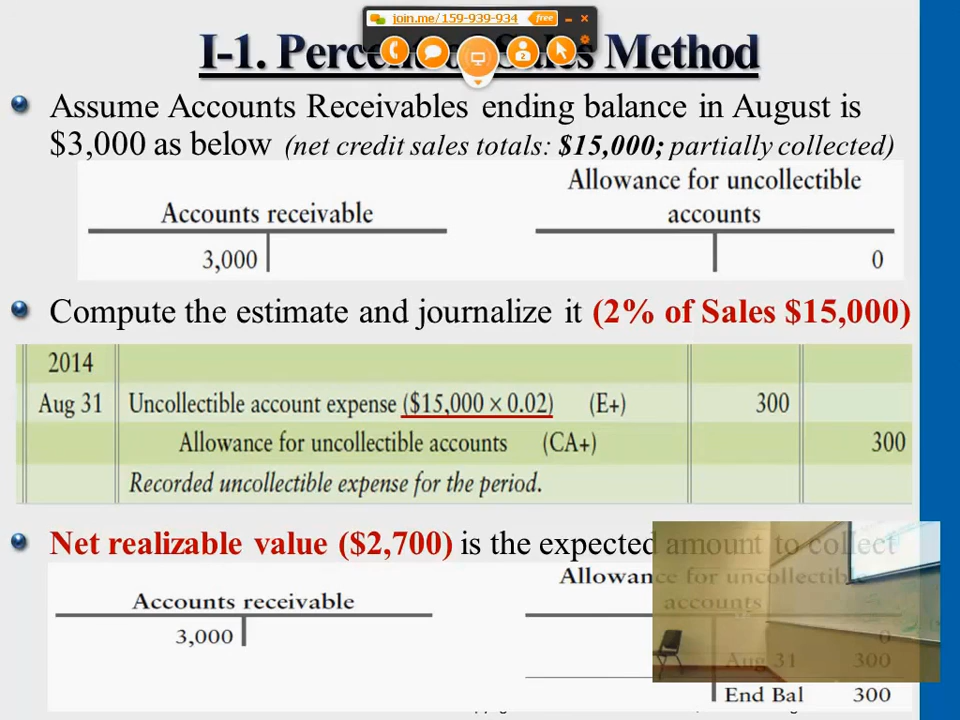 join.me/159-939-934 free
2
I-1. Percent of Sales Method
Assume Accounts Receivables ending balance in August is
$3,000 as below (net credit sales totals: $15,000; partially collected)
Allowance for uncollectible
accounts
Accounts receivable
3,000
0
Compute the estimate and journalize it (2% of Sales $15,000)
2014
Aug 31 Uncollectible account expense ($15,000 × 0.02) (E+) 300
Allowance for uncollectible accounts (CA+) 300
Recorded uncollectible expense for the period.
Net realizable value ($2,700) is the expected amount to collect
Allowance for uncollectible
accounts
Accounts receivable
3,000
0
Aug 31 300
End Bal 300